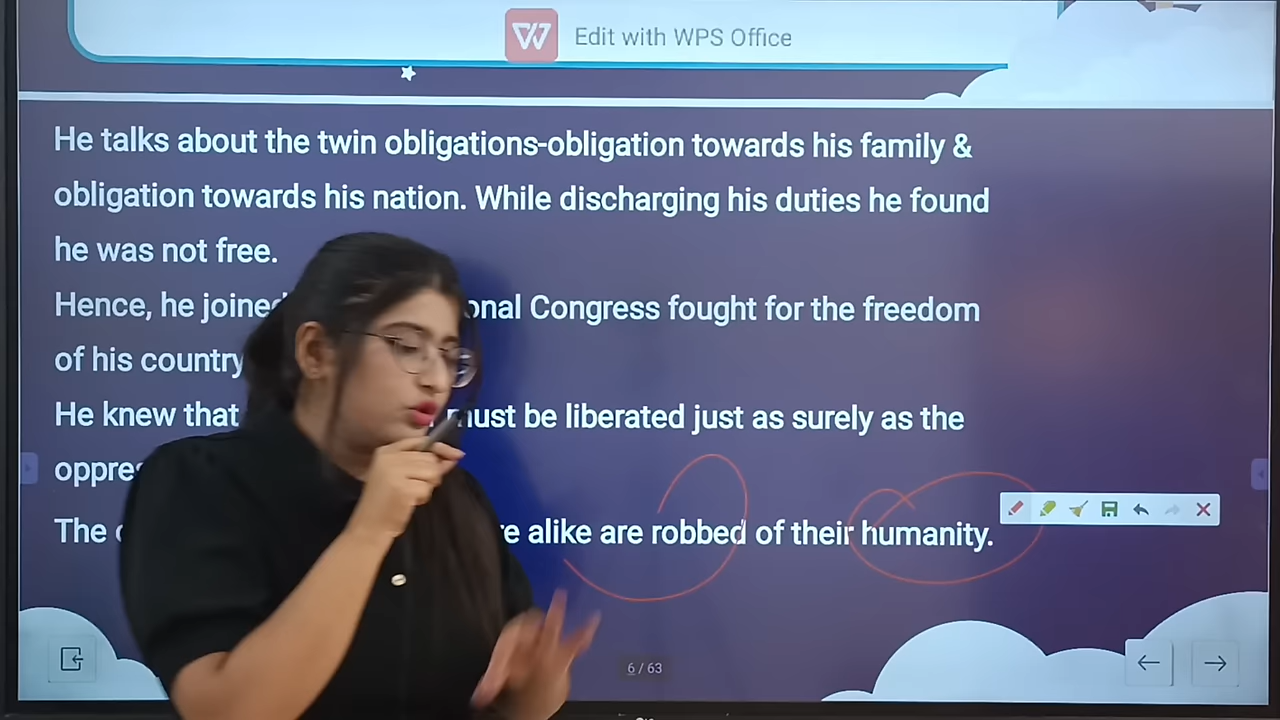 Edit with WPS Office
He talks about the twin obligations-obligation towards his family &
obligation towards his nation. While discharging his duties he found
he was not free.
Hence, he joined Congress fought for the freedom
of his country
He knew that must be liberated just as surely as the
The alike are robbed of their humanity.
6 / 63